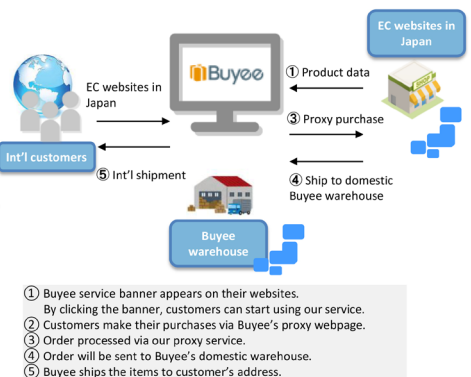 EC websites in
Japan
Buyee
① Product data
SHOP
EC websites in
Japan
③ Proxy purchase
Int'l customers
⑤ Int'l shipment
④ Ship to domestic
Buyee warehouse
Buyee
warehouse
① Buyee service banner appears on their websites.
By clicking the banner, customers can start using our service.
② Customers make their purchases via Buyee's proxy webpage.
③ Order processed via our proxy service.
④ Order will be sent to Buyee's domestic warehouse.
⑤ Buyee ships the items to customer's address.